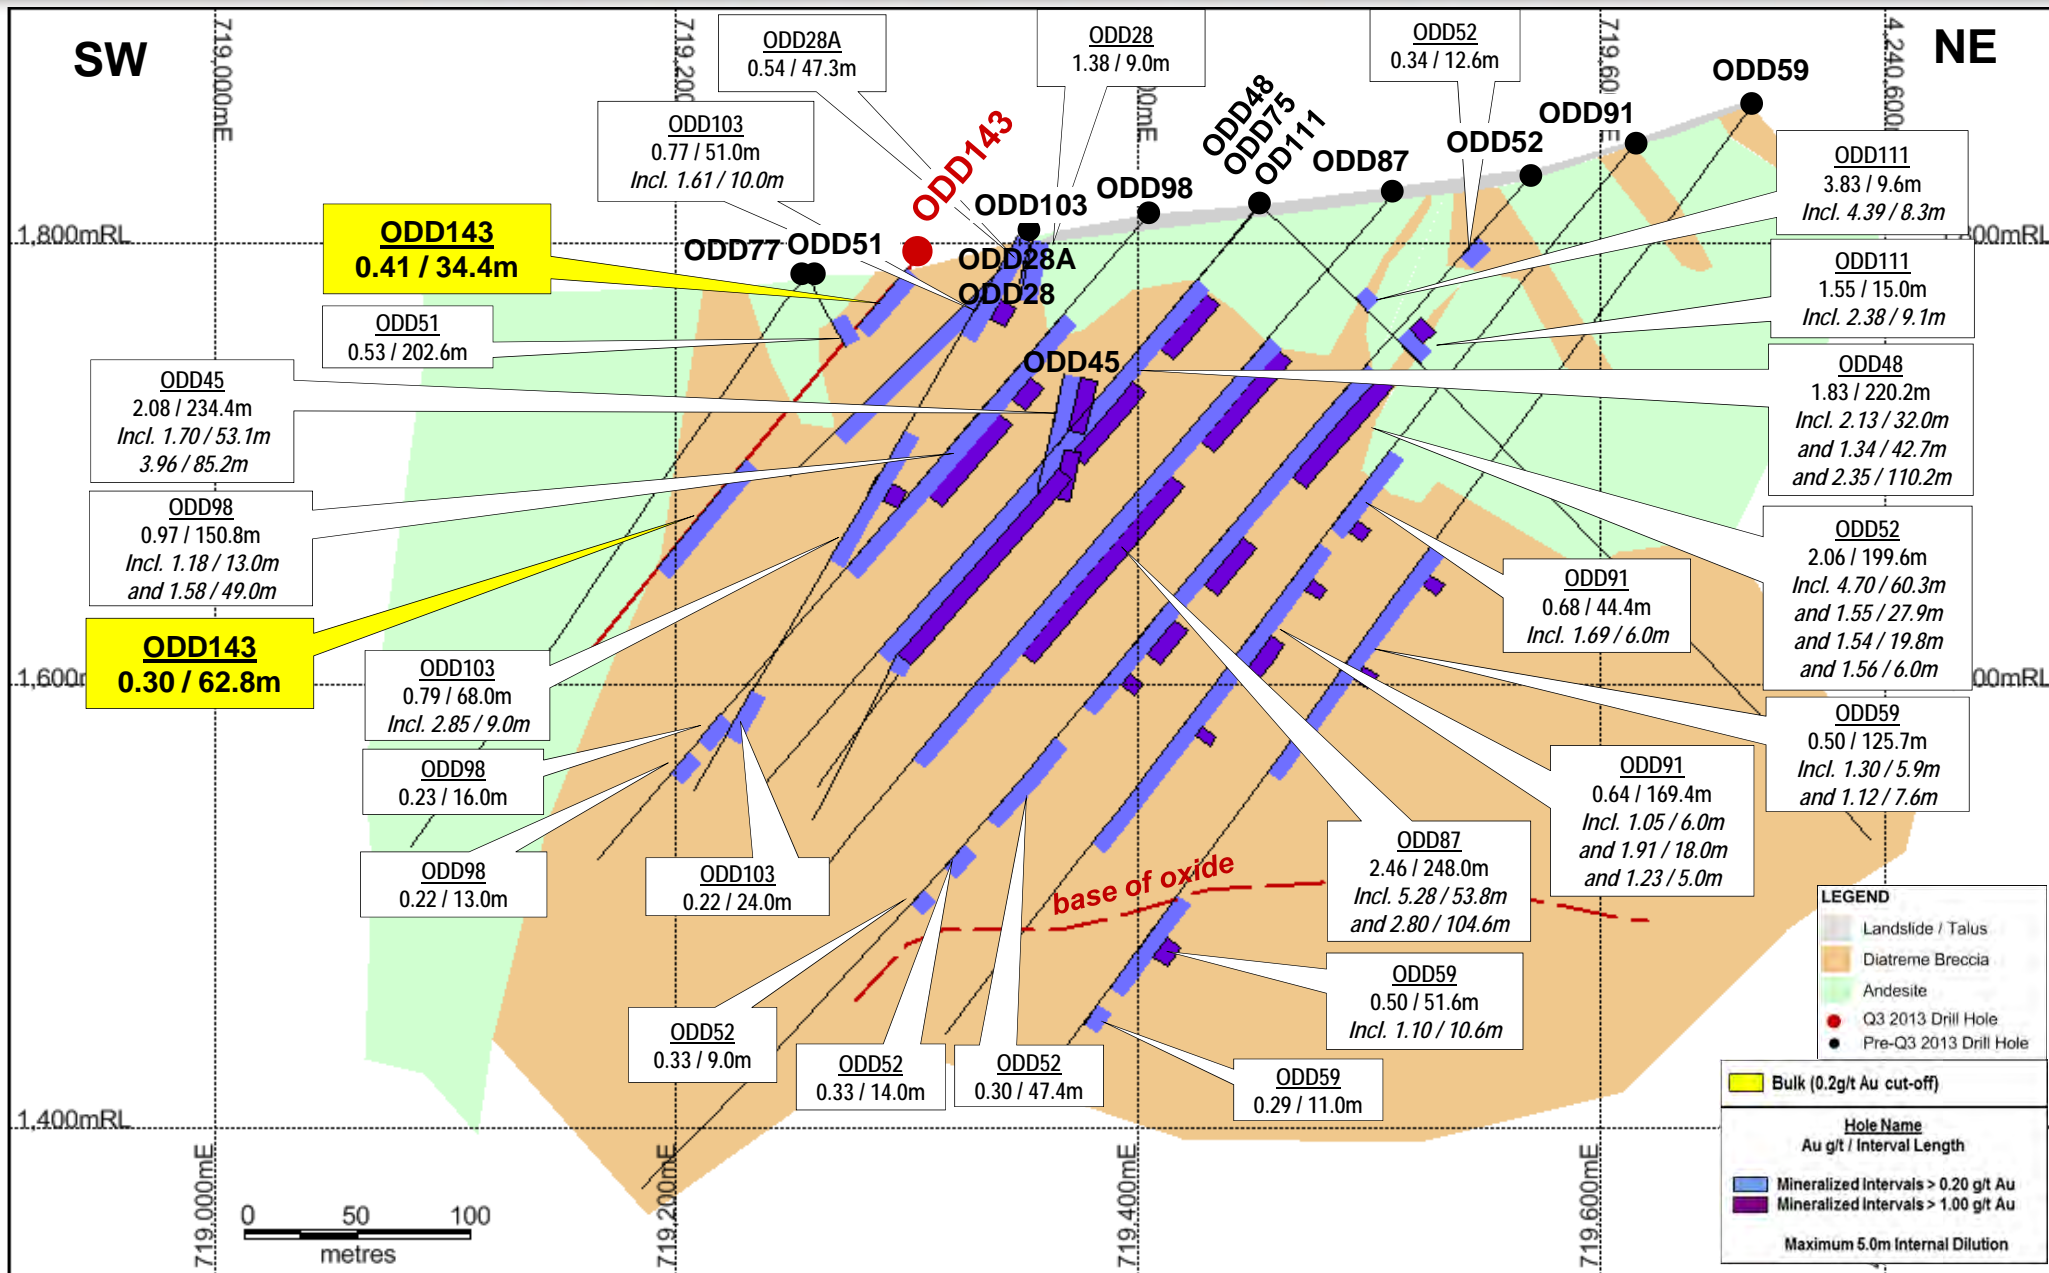 SW
NE
719,000mE
719,200
00mE
719,60
mE
4,240,600
ODD28A
0.54 / 47.3m
ODD28
1.38 / 9.0m
ODD52
0.34 / 12.6m
ODD103
0.77 / 51.0m
Incl. 1.61 / 10.0m
ODD143
ODD103
ODD98
ODD48
ODD75
OD111
ODD87
ODD52
ODD91
ODD59
ODD77
ODD51
ODD28A
ODD28
ODD45
1,800mRL
800mRL
ODD143
0.41 / 34.4m
ODD51
0.53 / 202.6m
ODD45
2.08 / 234.4m
Incl. 1.70 / 53.1m
3.96 / 85.2m
ODD98
0.97 / 150.8m
Incl. 1.18 / 13.0m
and 1.58 / 49.0m
ODD143
0.30 / 62.8m
ODD103
0.79 / 68.0m
Incl. 2.85 / 9.0m
ODD98
0.23 / 16.0m
ODD98
0.22 / 13.0m
ODD103
0.22 / 24.0m
ODD111
3.83 / 9.6m
Incl. 4.39 / 8.3m
ODD111
1.55 / 15.0m
Incl. 2.38 / 9.1m
ODD48
1.83 / 220.2m
Incl. 2.13 / 32.0m
and 1.34 / 42.7m
and 2.35 / 110.2m
ODD52
2.06 / 199.6m
Incl. 4.70 / 60.3m
and 1.55 / 27.9m
and 1.54 / 19.8m
and 1.56 / 6.0m
ODD91
0.68 / 44.4m
Incl. 1.69 / 6.0m
1,600m
00mRL
ODD59
0.50 / 125.7m
Incl. 1.30 / 5.9m
and 1.12 / 7.6m
ODD91
0.64 / 169.4m
Incl. 1.05 / 6.0m
and 1.91 / 18.0m
and 1.23 / 5.0m
ODD87
2.46 / 248.0m
Incl. 5.28 / 53.8m
and 2.80 / 104.6m
base of oxide
ODD59
0.50 / 51.6m
Incl. 1.10 / 10.6m
ODD52
0.33 / 9.0m
ODD52
0.33 / 14.0m
ODD52
0.30 / 47.4m
ODD59
0.29 / 11.0m
1,400mRL
719,000mE
719,200mE
719,400mE
719,600mE
0 50 100
metres
LEGEND
Landslide / Talus
Diatreme Breccia
Andesite
Q3 2013 Drill Hole
Pre-Q3 2013 Drill Hole
Bulk (0.2g/t Au cut-off)
Hole Name
Au g/t / Interval Length
Mineralized Intervals > 0.20 g/t Au
Mineralized Intervals > 1.00 g/t Au
Maximum 5.0m Internal Dilution